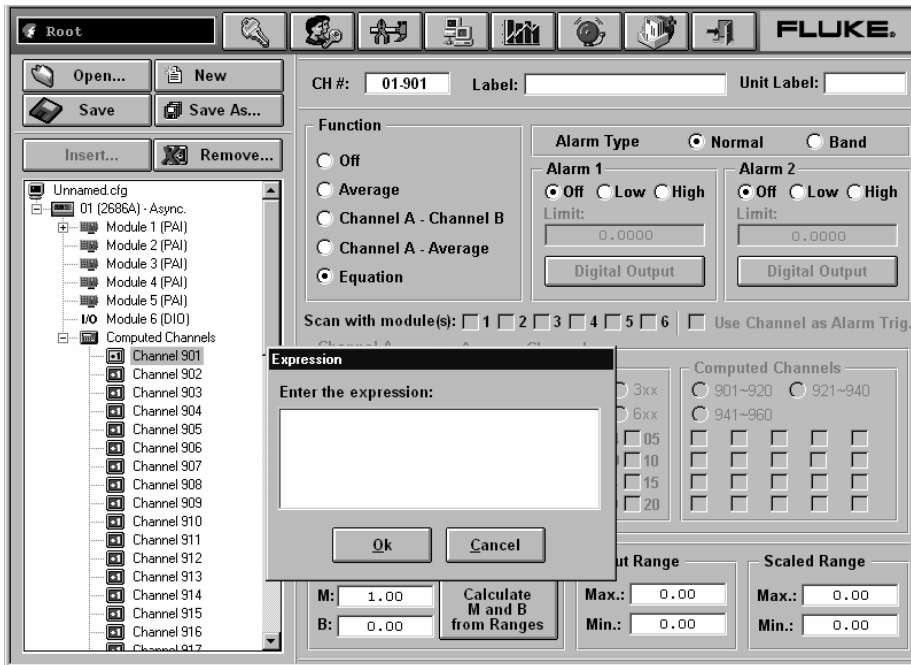 Root
FLUKE®
Open...
New
Save
Save As...
Insert...
Remove...
Unnamed.cfg
01 (2686A) - Async.
Module 1 (PAI)
Module 2 (PAI)
Module 3 (PAI)
Module 4 (PAI)
Module 5 (PAI)
I/O Module 6 (DIO)
Computed Channels
Channel 901
Channel 902
Channel 903
Channel 904
Channel 905
Channel 906
Channel 907
Channel 908
Channel 909
Channel 910
Channel 911
Channel 912
Channel 913
Channel 914
Channel 915
Channel 916
Channel 917
CH #: 01-901 Label: Unit Label:
Function
Off
Average
Channel A - Channel B
Channel A - Average
Equation
Alarm Type Normal Band
Alarm 1
Off Low High
Limit:
0.0000
Digital Output
Alarm 2
Off Low High
Limit:
0.0000
Digital Output
Scan with module(s): 1 2 3 4 5 6 Use Channel as Alarm Trig.
Expression
Enter the expression:
Ok Cancel
3xx
6xx
05
10
15
20
Computed Channels
901~920 921~940
941~960
M: 1.00
B: 0.00
Calculate
M and B
from Ranges
Range
Max.: 0.00
Min.: 0.00
Scaled Range
Max.: 0.00
Min.: 0.00